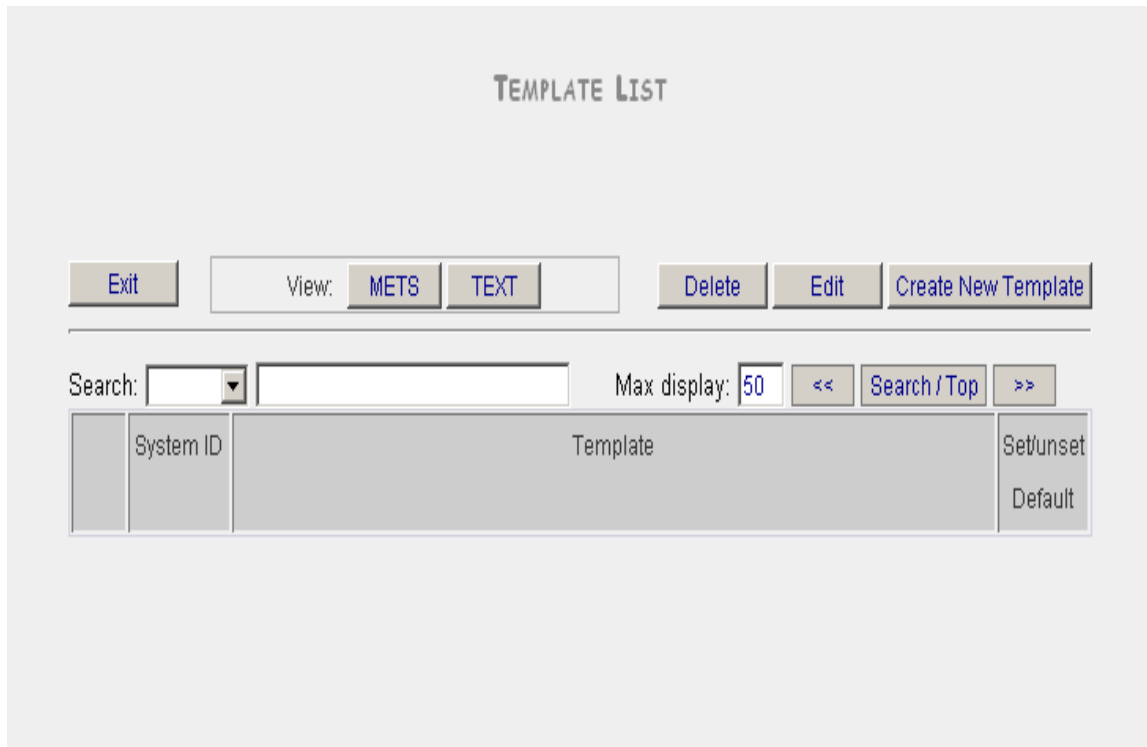 TEMPLATE LIST
Exit View: METS TEXT Delete Edit Create New Template
Search: Max display: 50 << Search / Top >>
System ID Template Set/unset
Default